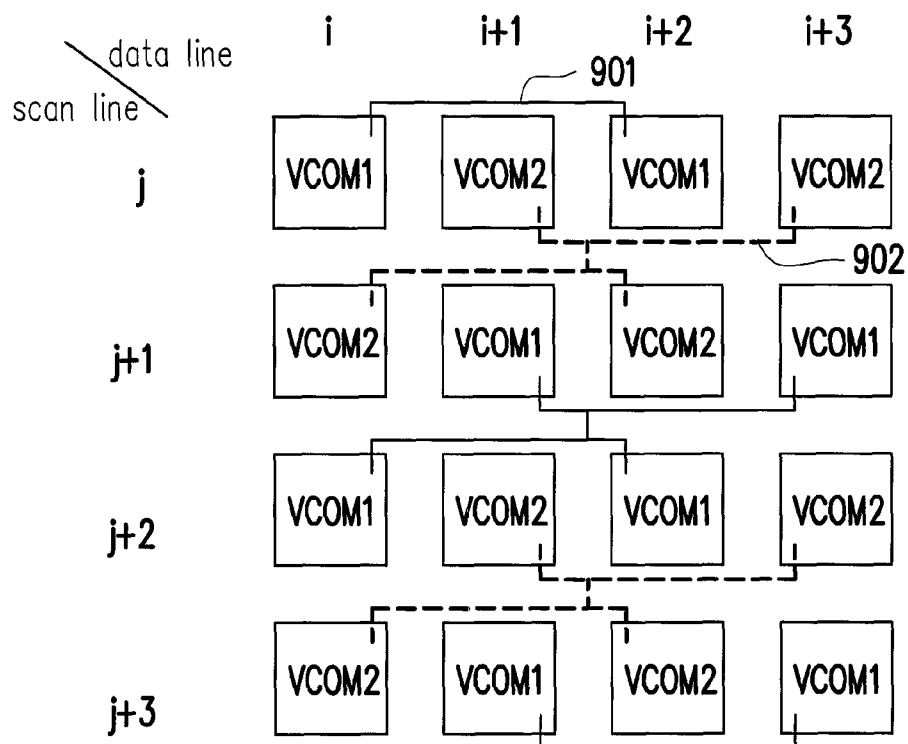 i i+1 i+2 i+3
data line
scan line
901
j VCOM1 VCOM2 VCOM1 VCOM2
902
j+1 VCOM2 VCOM1 VCOM2 VCOM1
j+2 VCOM1 VCOM2 VCOM1 VCOM2
j+3 VCOM2 VCOM1 VCOM2 VCOM1